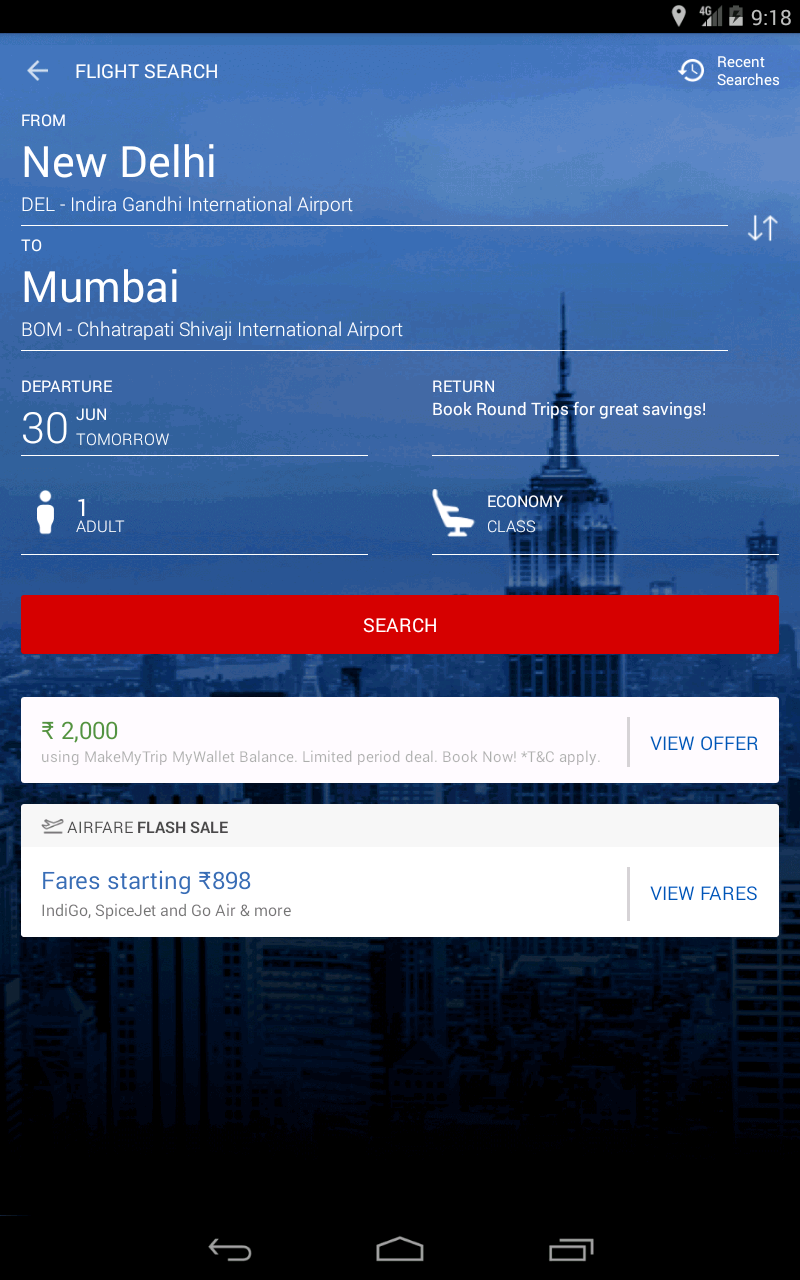 4G 9:18
FLIGHT SEARCH
Recent
Searches
FROM
New Delhi
DEL - Indira Gandhi International Airport
TO
Mumbai
BOM - Chhatrapati Shivaji International Airport
DEPARTURE
30 JUN
TOMORROW
RETURN
Book Round Trips for great savings!
1
ADULT
ECONOMY
CLASS
SEARCH
₹ 2,000
using MakeMyTrip MyWallet Balance. Limited period deal. Book Now! *T&C apply.
VIEW OFFER
AIRFARE FLASH SALE
Fares starting ₹898
IndiGo, SpiceJet and Go Air & more
VIEW FARES